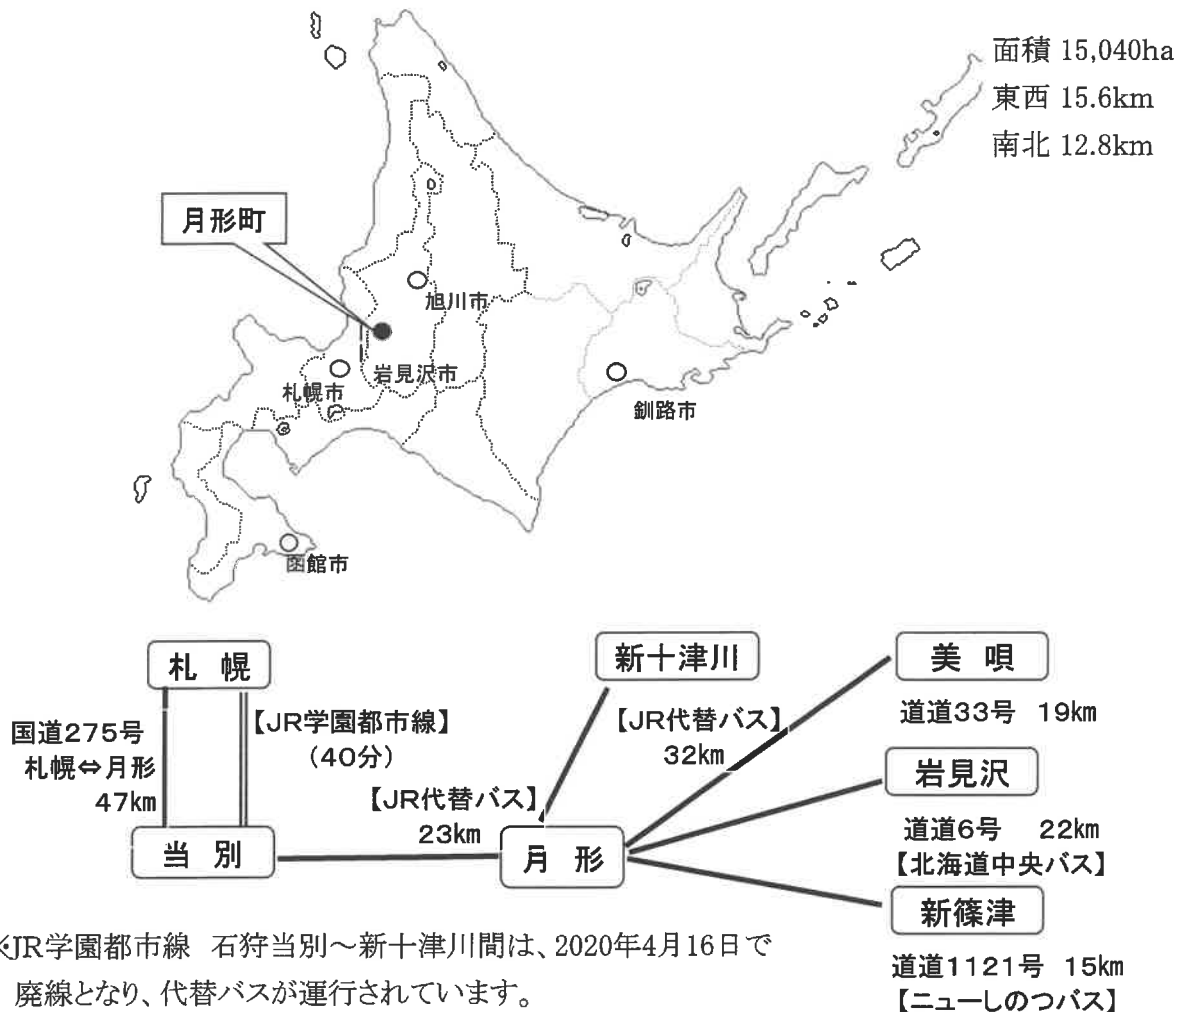 面積 15,040ha
東西 15.6km
南北 12.8km
月形町
旭川市
岩見沢市
札幌市
釧路市
函館市
札 幌
新十津川
美 唄
国道275号
札幌⇔月形
47km
【JR学園都市線】
(40分)
【JR代替バス】
32km
道道33号 19km
岩見沢
【JR代替バス】
23km
道道6号 22km
【北海道中央バス】
当 別
月 形
新篠津
道道1121号 15km
【ニューしのつバス】
※JR学園都市線 石狩当別~新十津川間は、2020年4月16日で
廃線となり、代替バスが運行されています。